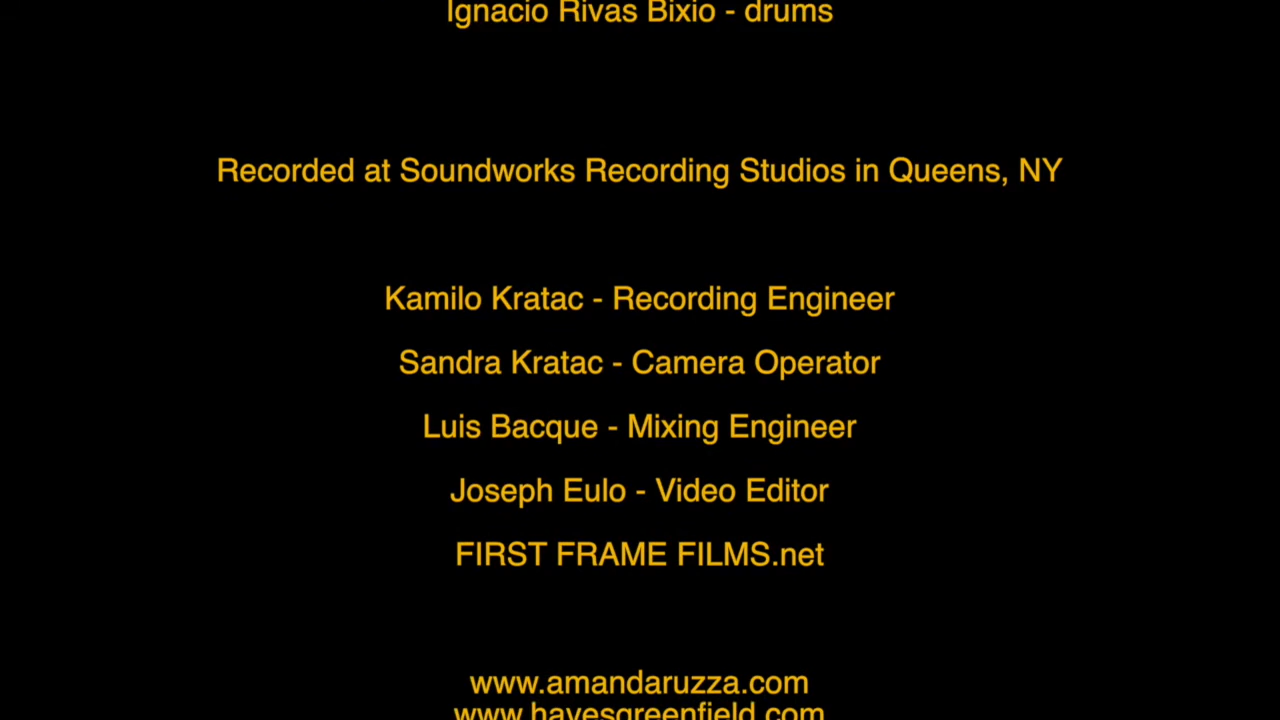 Ignacio Rivas Bixio - drums
Recorded at Soundworks Recording Studios in Queens, NY
Kamilo Kratac - Recording Engineer
Sandra Kratac - Camera Operator
Luis Bacque - Mixing Engineer
Joseph Eulo - Video Editor
FIRST FRAME FILMS.net
www.amandaruzza.com
www.hayesgreenfield.com